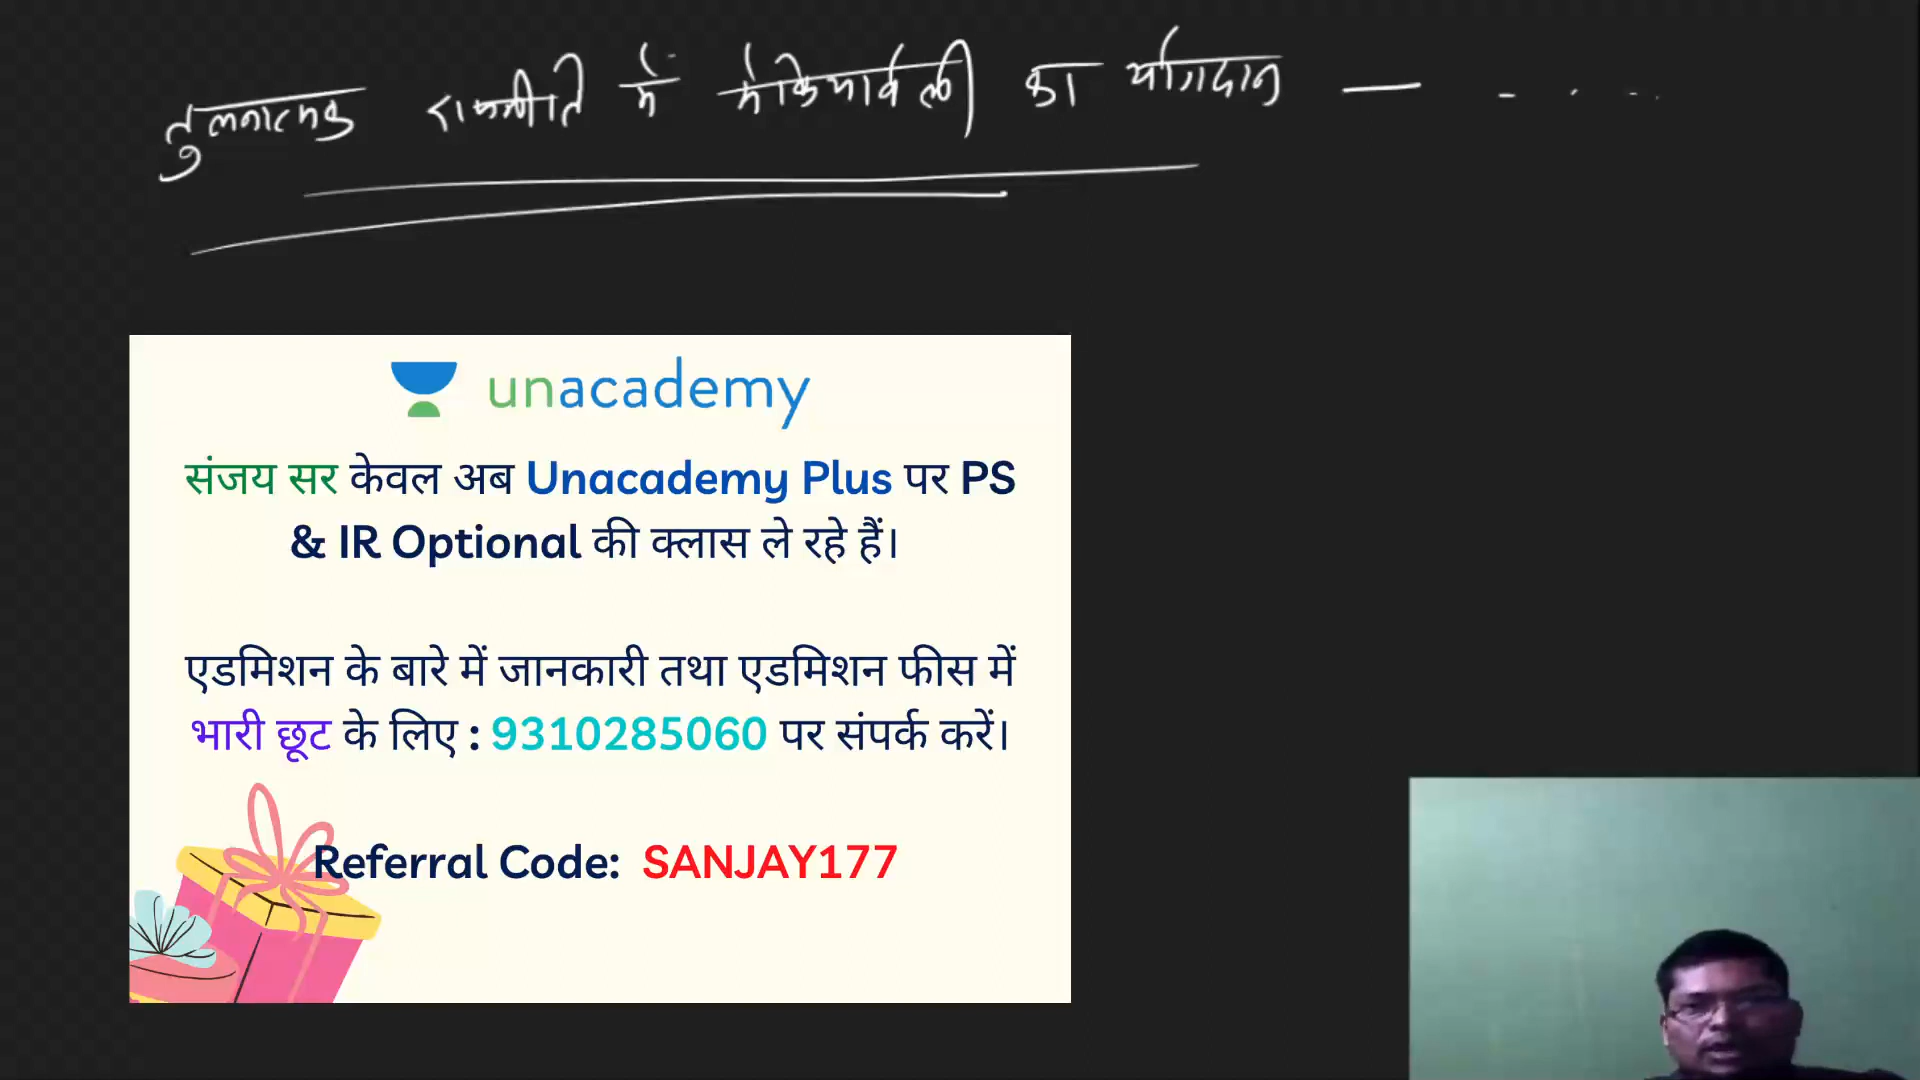 तुलनात्मक राजनीति में मैकियावेली का योगदान — - . . .
unacademy
संजय सर केवल अब Unacademy Plus पर PS
& IR Optional की क्लास ले रहे हैं।
एडमिशन के बारे में जानकारी तथा एडमिशन फीस में
भारी छूट के लिए : 9310285060 पर संपर्क करें।
Referral Code: SANJAY177